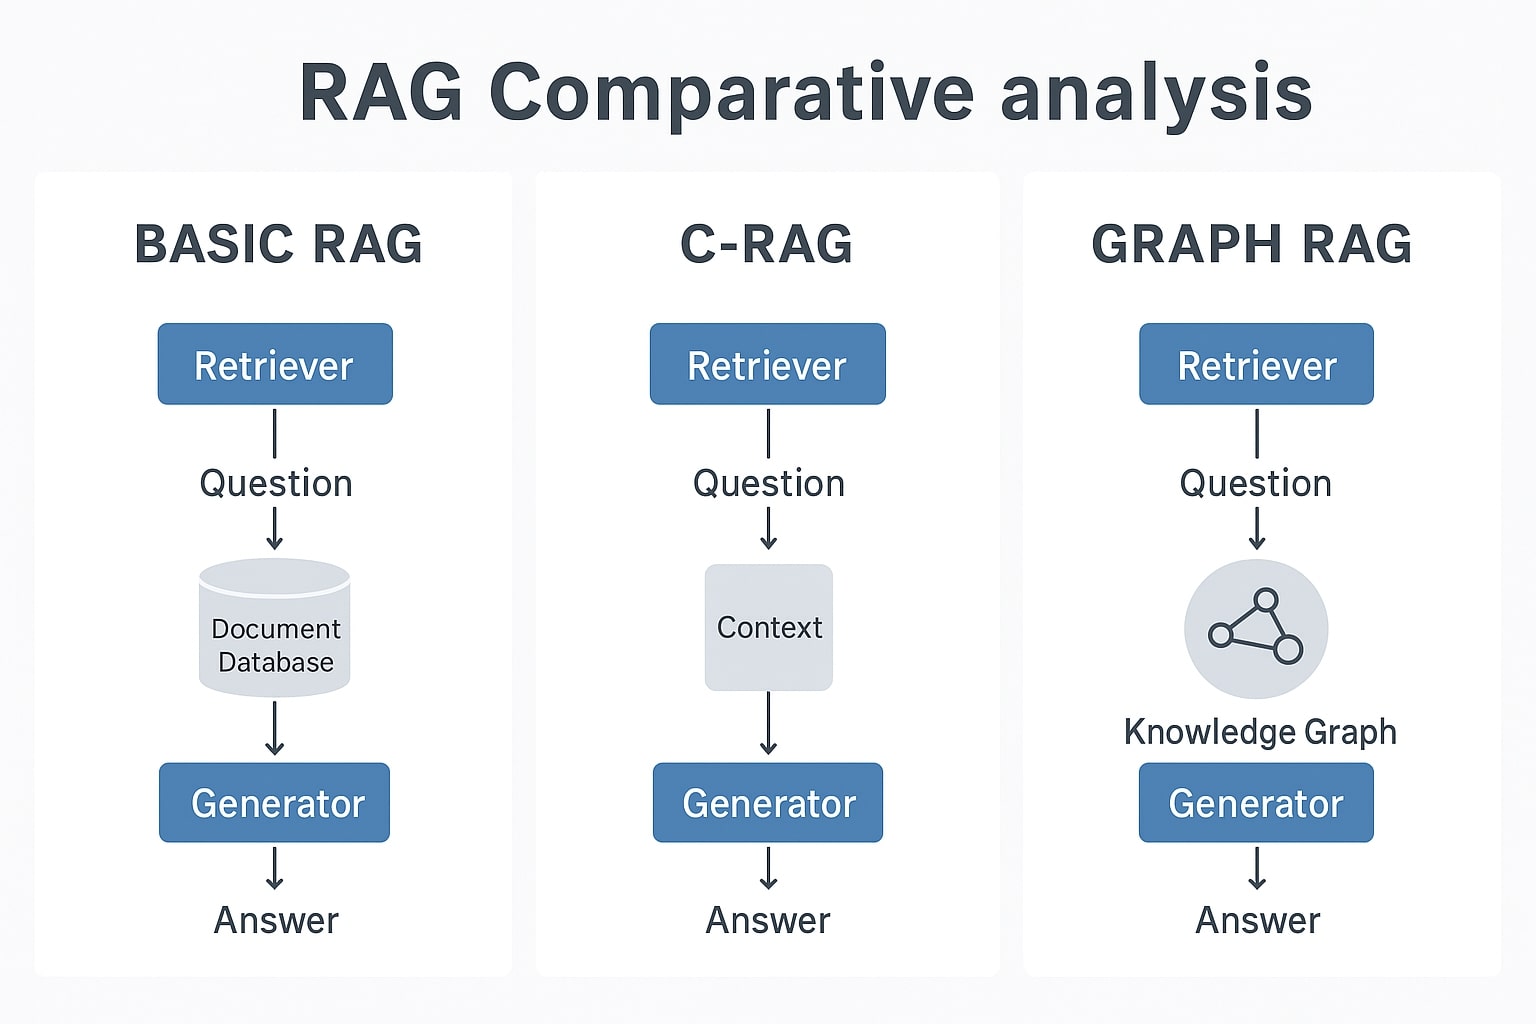 RAG Comparative analysis
BASIC RAG
Retriever
Question
Document
Database
Generator
Answer
C-RAG
Retriever
Question
Context
Generator
Answer
GRAPH RAG
Retriever
Question
Knowledge Graph
Generator
Answer